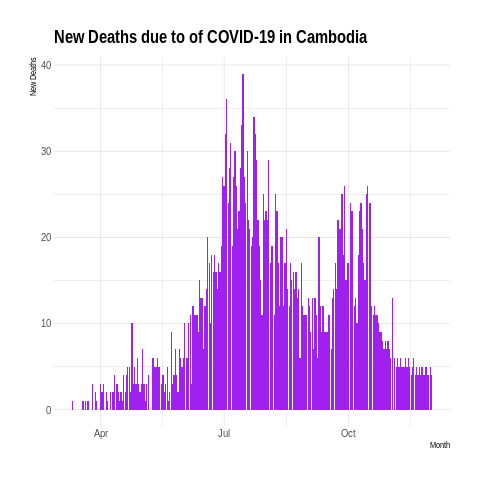 New Deaths due to of COVID-19 in Cambodia
New Deaths
40
30
20
10
0
Apr
Jul
Oct
Month